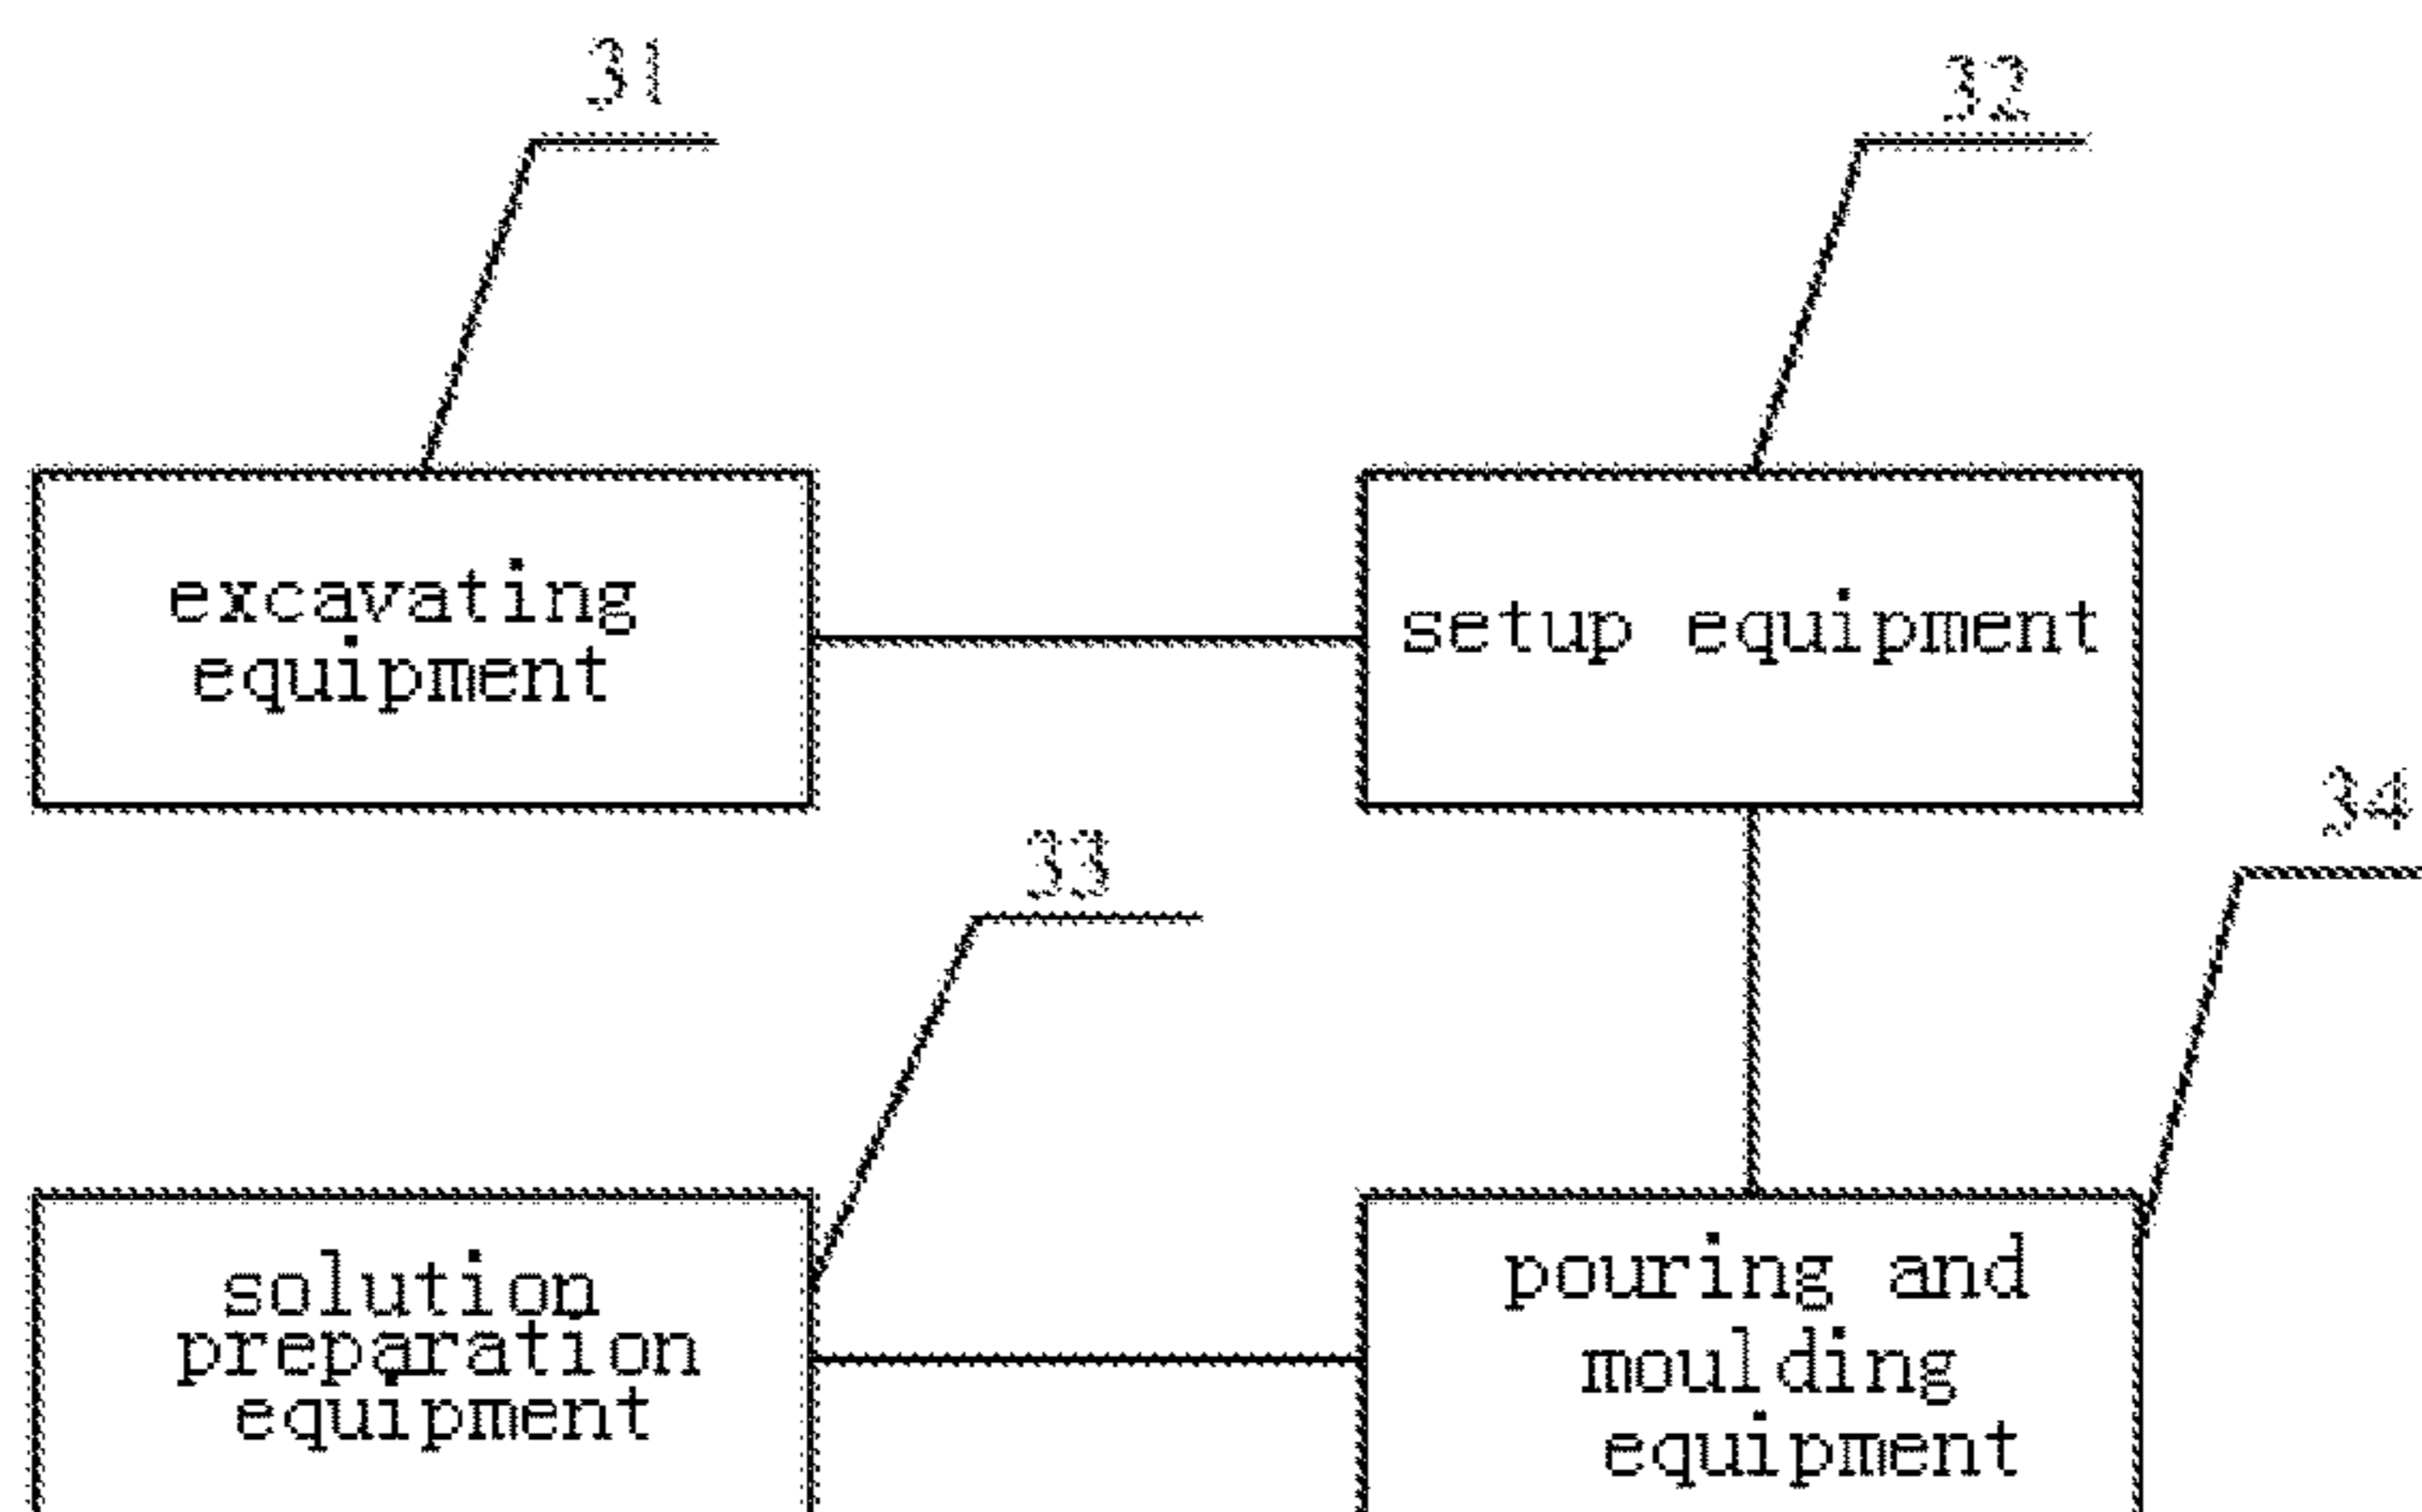 31
32
excavating
equipment
setup equipment
34
33
solution
preparation
equipment
pouring and
moulding
equipment